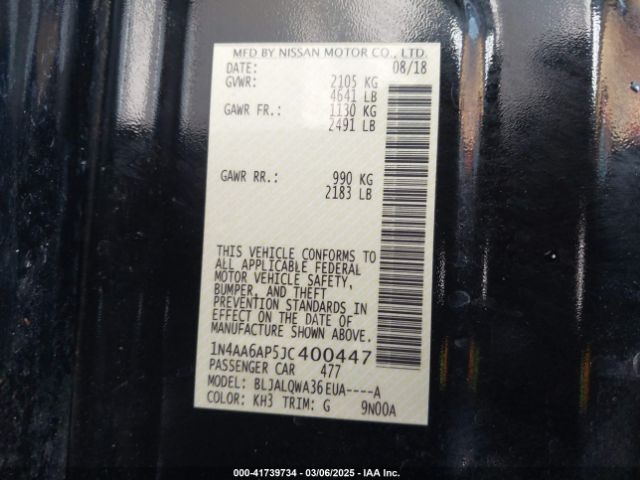 MFD BY NISSAN MOTOR CO., LTD.
DATE: 08/18
GVWR: 2105 KG
4641 LB
GAWR FR.: 1130 KG
2491 LB
GAWR RR.: 990 KG
2183 LB
THIS VEHICLE CONFORMS TO
ALL APPLICABLE FEDERAL
MOTOR VEHICLE SAFETY,
BUMPER, AND THEFT
PREVENTION STANDARDS IN
EFFECT ON THE DATE OF
MANUFACTURE SHOWN ABOVE.
1N4AA6AP5JC400447
PASSENGER CAR 477
MODEL: BLJALQWA36EUA----A
COLOR: KH3 TRIM: G 9N00A
000-41739734 - 03/06/2025 - IAA Inc.